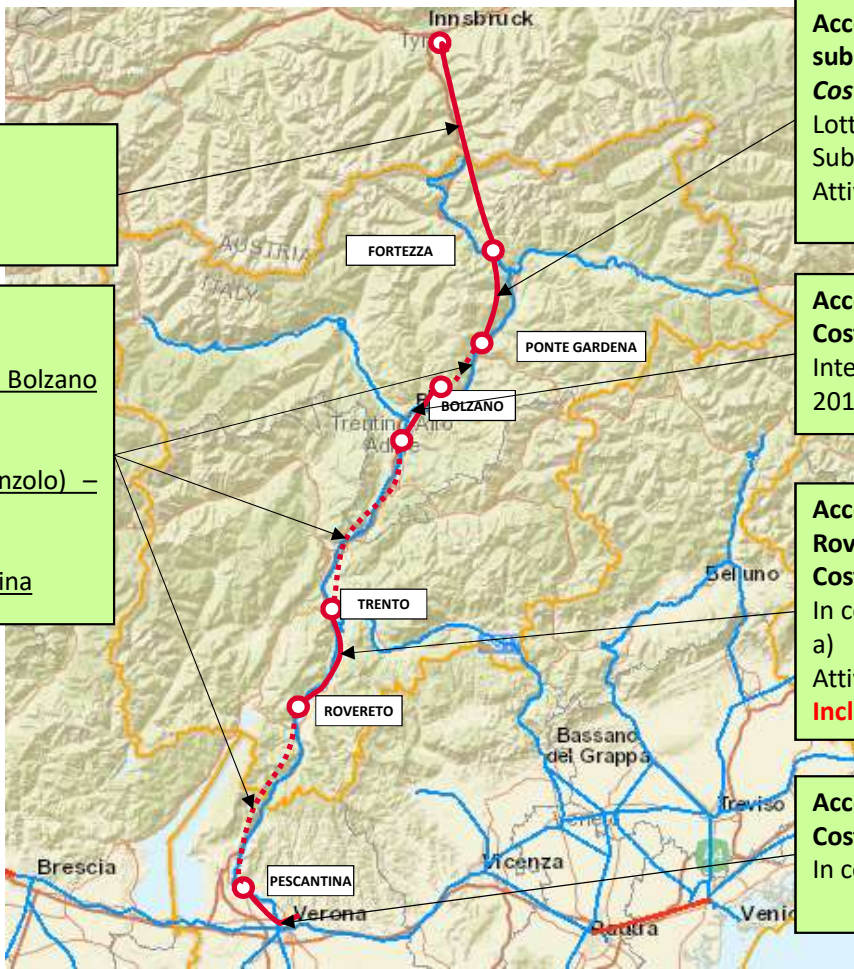 Innsbruck
AUSTRIA
ITALY
FORTEZZA
PONTE GARDENA
BOLZANO
Trentino Alto
Adige
TRENTO
ROVERETO
PESCANTINA
Belluno
Bassano
del Grappa
Treviso
Vicenza
Brescia
Verona
Padua
Bolzano
nzolo) –
ina
Acc
sub
Cos
Lott
Sub
Atti
Acc
Cos
Inte
201
Acc
Rov
Cos
In c
a)
Atti
Incl
Acc
Cos
In c